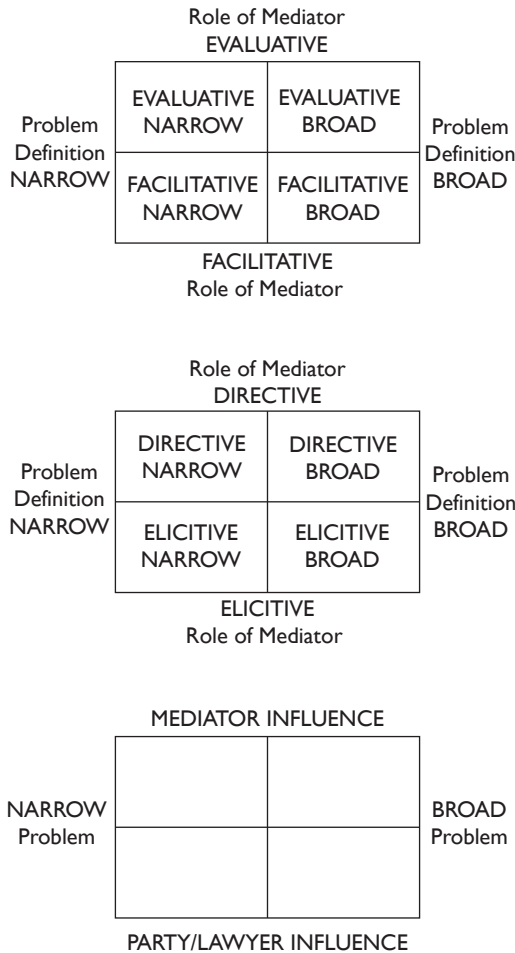 Role of Mediator
EVALUATIVE
Problem
Definition
NARROW
EVALUATIVE
NARROW
EVALUATIVE
BROAD
FACILITATIVE
NARROW
FACILITATIVE
BROAD
Problem
Definition
BROAD
FACILITATIVE
Role of Mediator
Role of Mediator
DIRECTIVE
Problem
Definition
NARROW
DIRECTIVE
NARROW
DIRECTIVE
BROAD
ELICITIVE
NARROW
ELICITIVE
BROAD
Problem
Definition
BROAD
ELICITIVE
Role of Mediator
MEDIATOR INFLUENCE
NARROW
Problem
BROAD
Problem
PARTY/LAWYER INFLUENCE